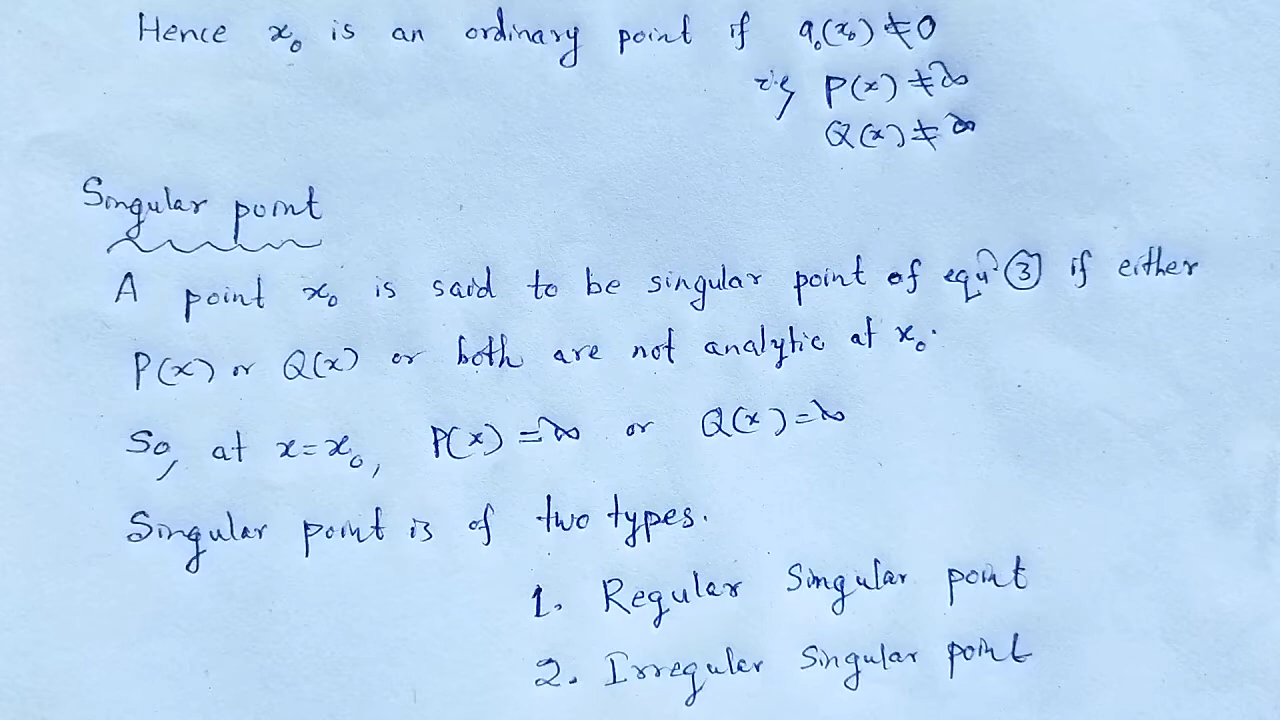 Hence x₀ is an ordinary point if a₀(x₀) ≠ 0
i.e, P(x) ≠ ∞
Q(x) ≠ ∞
Singular point
A point x₀ is said to be singular point of equⁿ ③ if either
P(x) or Q(x) or both are not analytic at x₀.
So, at x=x₀, P(x) = ∞ or Q(x) = ∞
Singular point is of two types.
1. Regular Singular point
2. Irregular Singular point